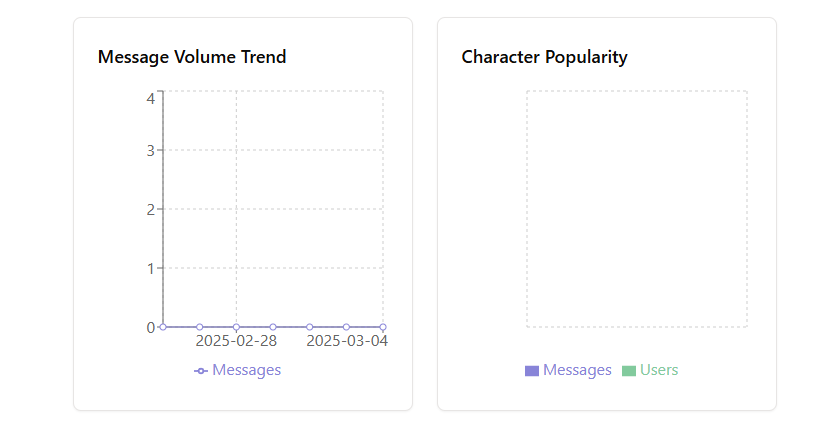 Message Volume Trend
4
3
2
1
0
2025-02-28 2025-03-04
Messages
Character Popularity
Messages Users